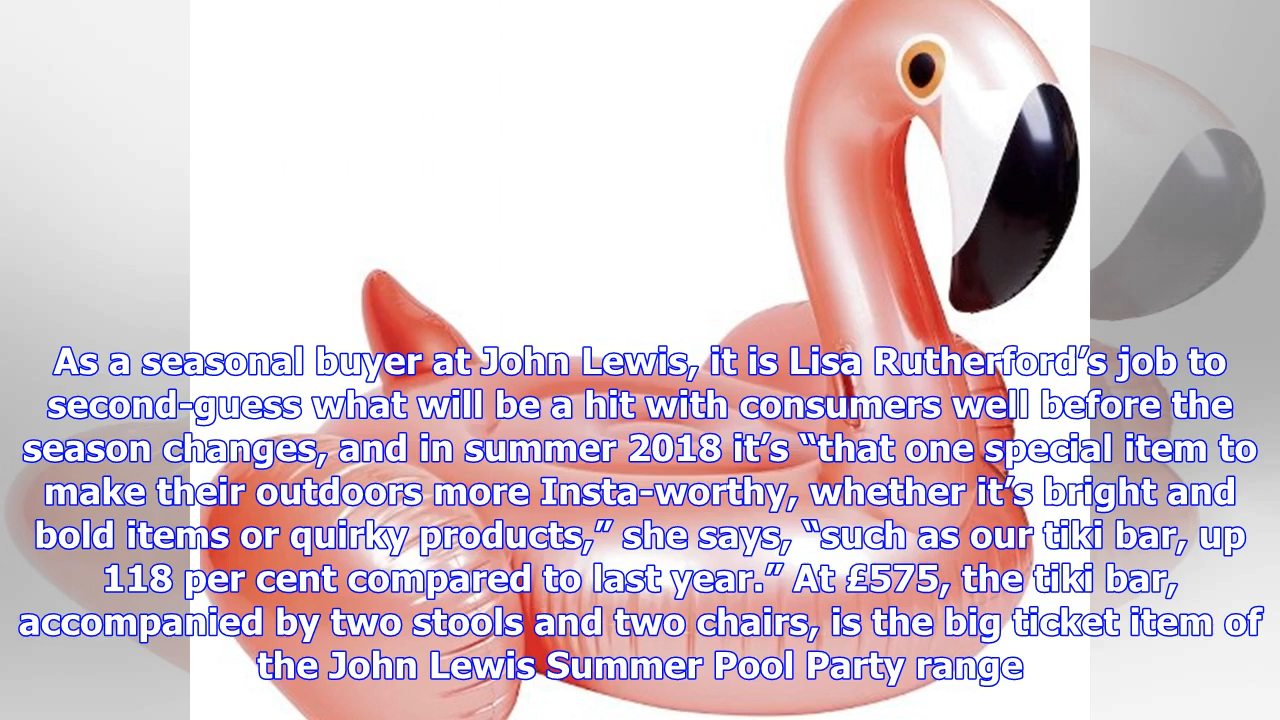 As a seasonal buyer at John Lewis, it is Lisa Rutherford’s job to
second-guess what will be a hit with consumers well before the
season changes, and in summer 2018 it’s “that one special item to
make their outdoors more Insta-worthy, whether it’s bright and
bold items or quirky products,” she says, “such as our tiki bar, up
118 per cent compared to last year.” At £575, the tiki bar,
accompanied by two stools and two chairs, is the big ticket item of
the John Lewis Summer Pool Party range